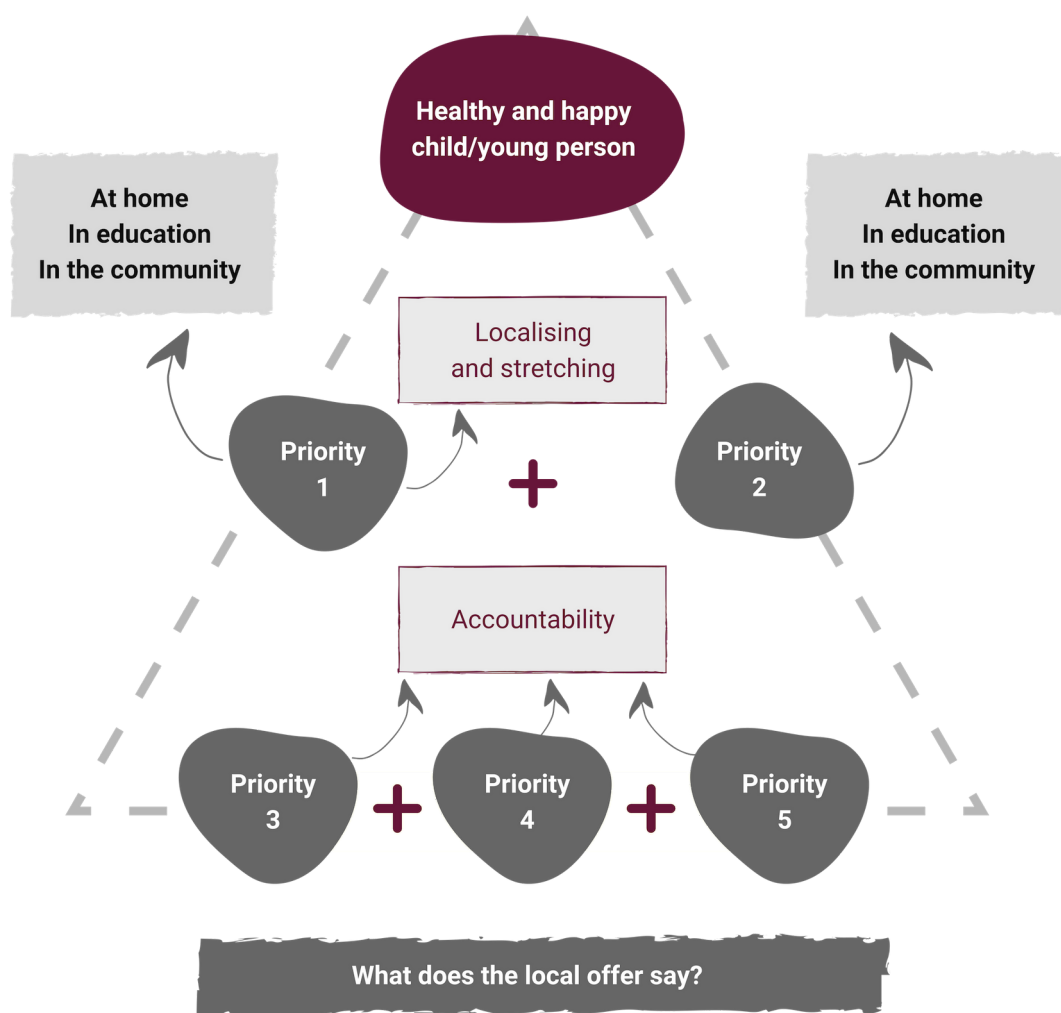 Healthy and happy
child/young person
At home
In education
In the community
At home
In education
In the community
Localising
and stretching
Priority
1
Priority
2
Accountability
Priority
3
Priority
4
Priority
5
What does the local offer say?